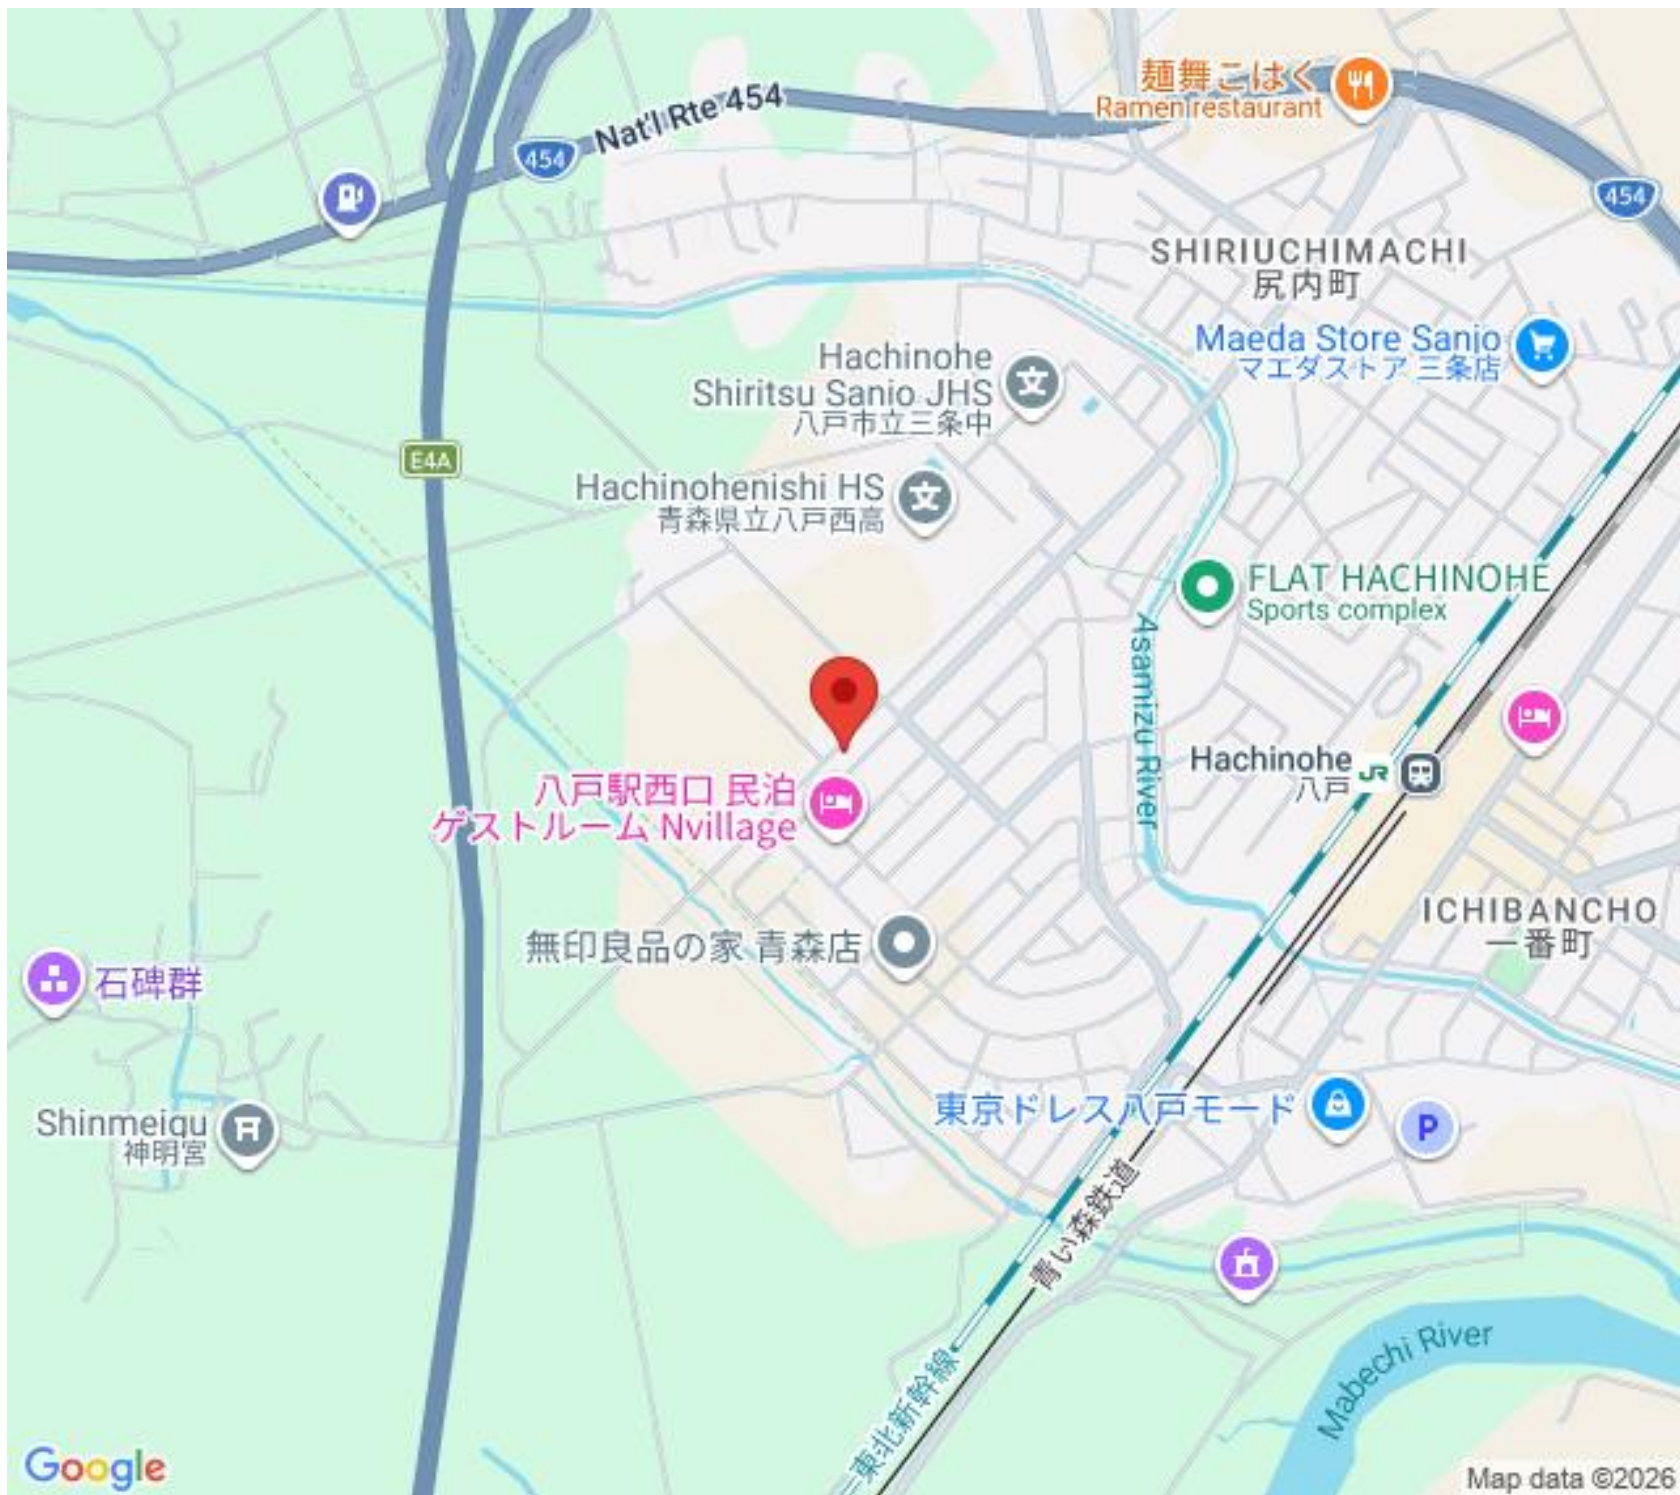 麺舞こはく
Ramen restaurant
Nat'l Rte 454
454
454
SHIRIUCHIMACHI
尻内町
Maeda Store Sanjo
マエダストア 三条店
Hachinohe
Shiritsu Sanjo JHS
八戸市立三条中
文
E4A
Hachinohenishi HS
青森県立八戸西高
文
FLAT HACHINOHE
Sports complex
Asamizu River
Hachinohe
八戸
JR
八戸駅西口 民泊
ゲストルーム Nvillage
ICHIBANCHO
一番町
無印良品の家 青森店
石碑群
Shinmeigu
神明宮
東京ドレス八戸モード
P
青い森鉄道
Mabechi River
東北新幹線
Google
Map data ©2026